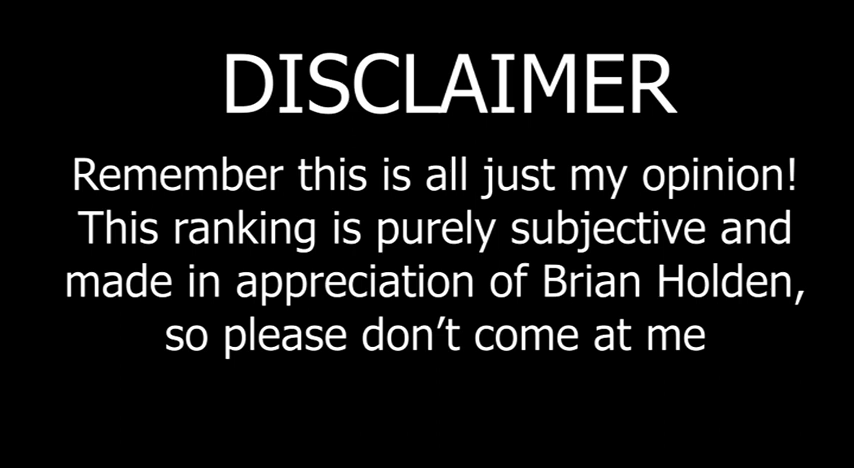 DISCLAIMER
Remember this is all just my opinion!
This ranking is purely subjective and
made in appreciation of Brian Holden,
so please don’t come at me